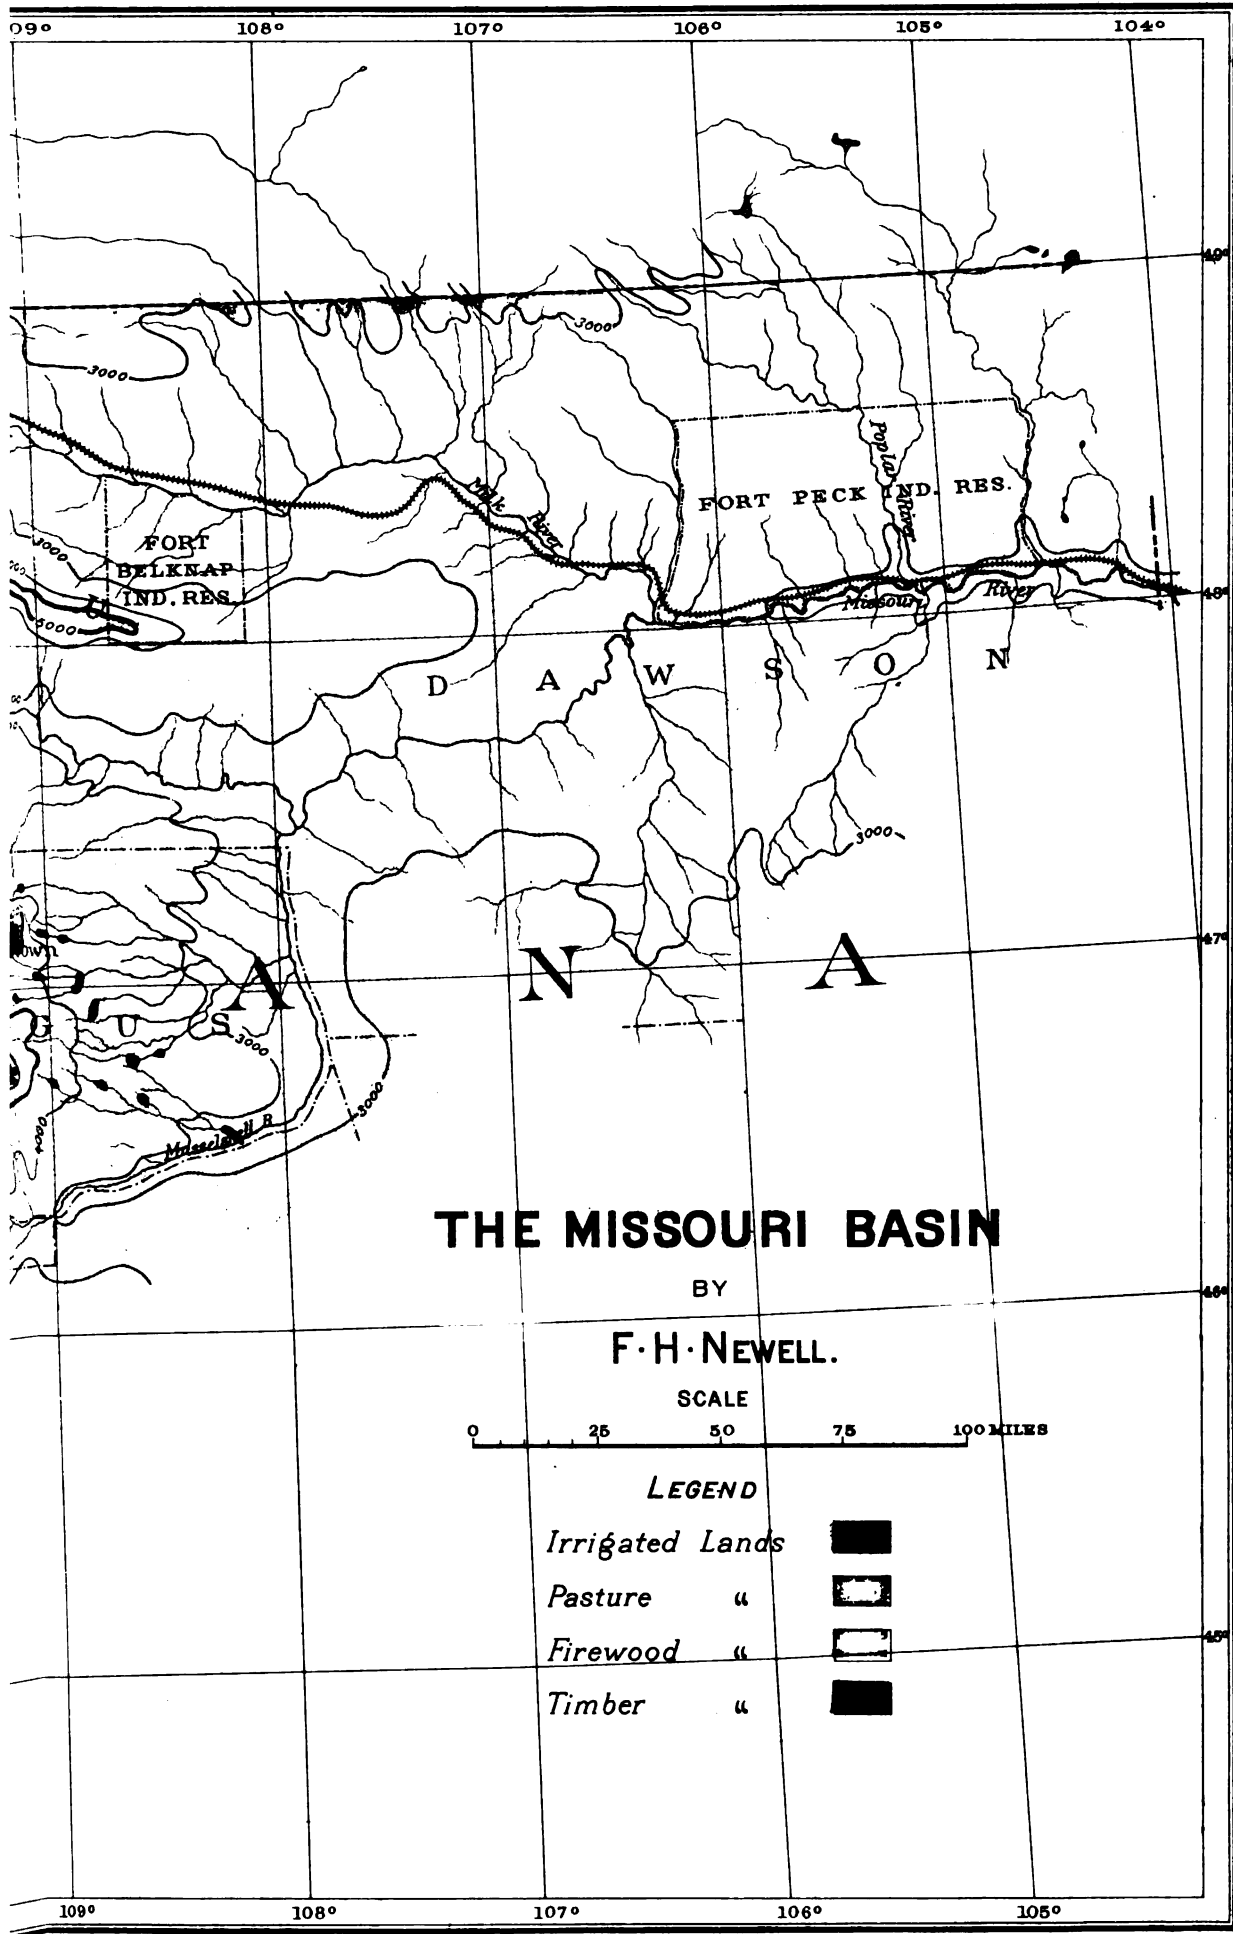 09° 108° 107° 106° 105° 104°
49°
3000
3000
Milk River
Poplar River
FORT PECK IND. RES.
3000
FORT
BELKNAP
IND. RES.
5000
48°
Missouri River
D A W S O N
3000
47°
own
A N A
G U S
3000
3000
4000
Musselshell R
THE MISSOURI BASIN
46°
BY
F. H. NEWELL.
SCALE
0 25 50 75 100 MILES
LEGEND
Irrigated Lands
Pasture "
45°
Firewood "
Timber "
109° 108° 107° 106° 105°